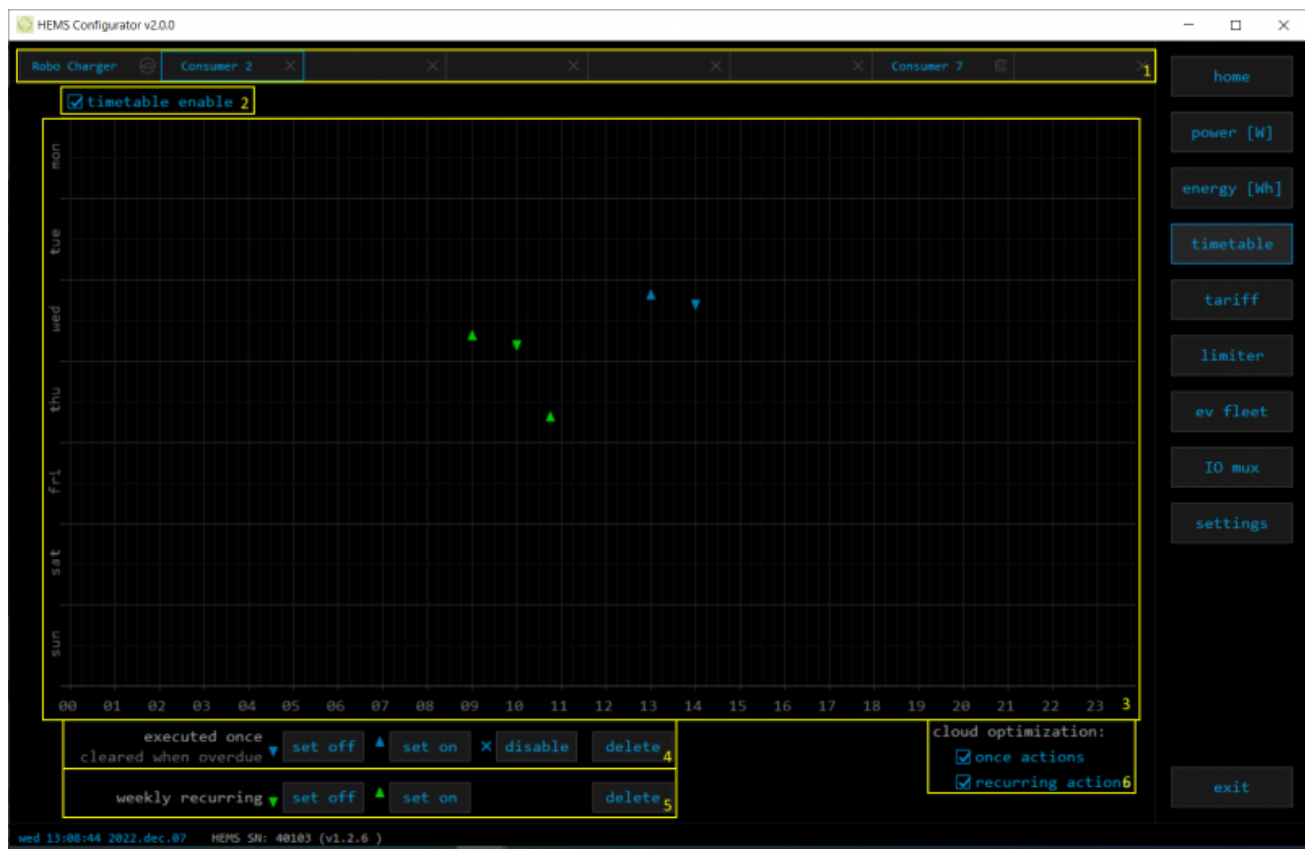 HEMS Configurator v2.0.0
Robo Charger Consumer 2 Consumer 7 1
home
timetable enable 2
power [W]
mon
energy [Wh]
tue
timetable
tariff
wed
limiter
thu
ev fleet
IO mux
fri
settings
sat
sun
00 01 02 03 04 05 06 07 08 09 10 11 12 13 14 15 16 17 18 19 20 21 22 23 3
executed once
cleared when overdue set off set on disable delete 4
cloud optimization:
once actions
weekly recurring set off set on delete 5
recurring action 6
exit
wed 13:08:44 2022.dec.07 HEMS SN: 40103 (v1.2.6 )